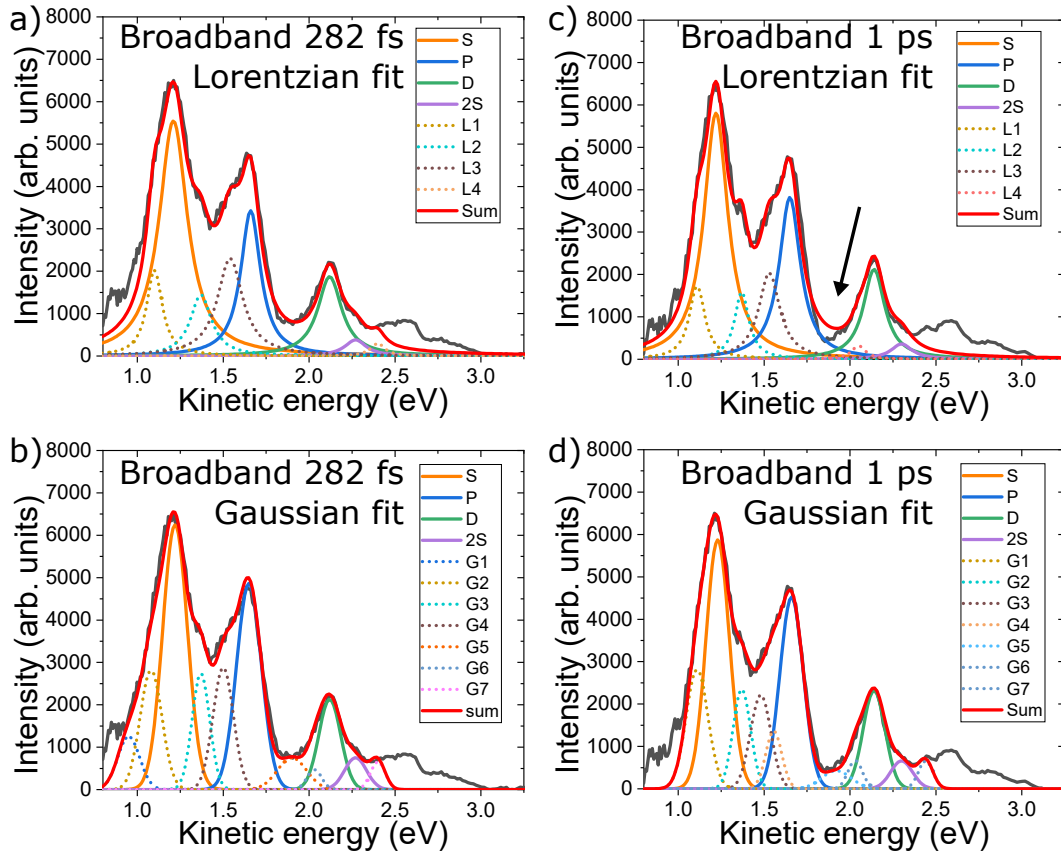 a)
Broadband 282 fs
Lorentzian fit
S
P
D
2S
L1
L2
L3
L4
Sum
8000
7000
6000
5000
4000
3000
2000
1000
0
Intensity (arb. units)
1.0 1.5 2.0 2.5 3.0
Kinetic energy (eV)
c)
Broadband 1 ps
Lorentzian fit
S
P
D
2S
L1
L2
L3
L4
Sum
8000
7000
6000
5000
4000
3000
2000
1000
0
Intensity (arb. units)
1.0 1.5 2.0 2.5 3.0
Kinetic energy (eV)
b)
Broadband 282 fs
Gaussian fit
S
P
D
2S
G1
G2
G3
G4
G5
G6
G7
sum
8000
7000
6000
5000
4000
3000
2000
1000
0
Intensity (arb. units)
1.0 1.5 2.0 2.5 3.0
Kinetic energy (eV)
d)
Broadband 1 ps
Gaussian fit
S
P
D
2S
G1
G2
G3
G4
G5
G6
G7
Sum
8000
7000
6000
5000
4000
3000
2000
1000
0
Intensity (arb. units)
1.0 1.5 2.0 2.5 3.0
Kinetic energy (eV)